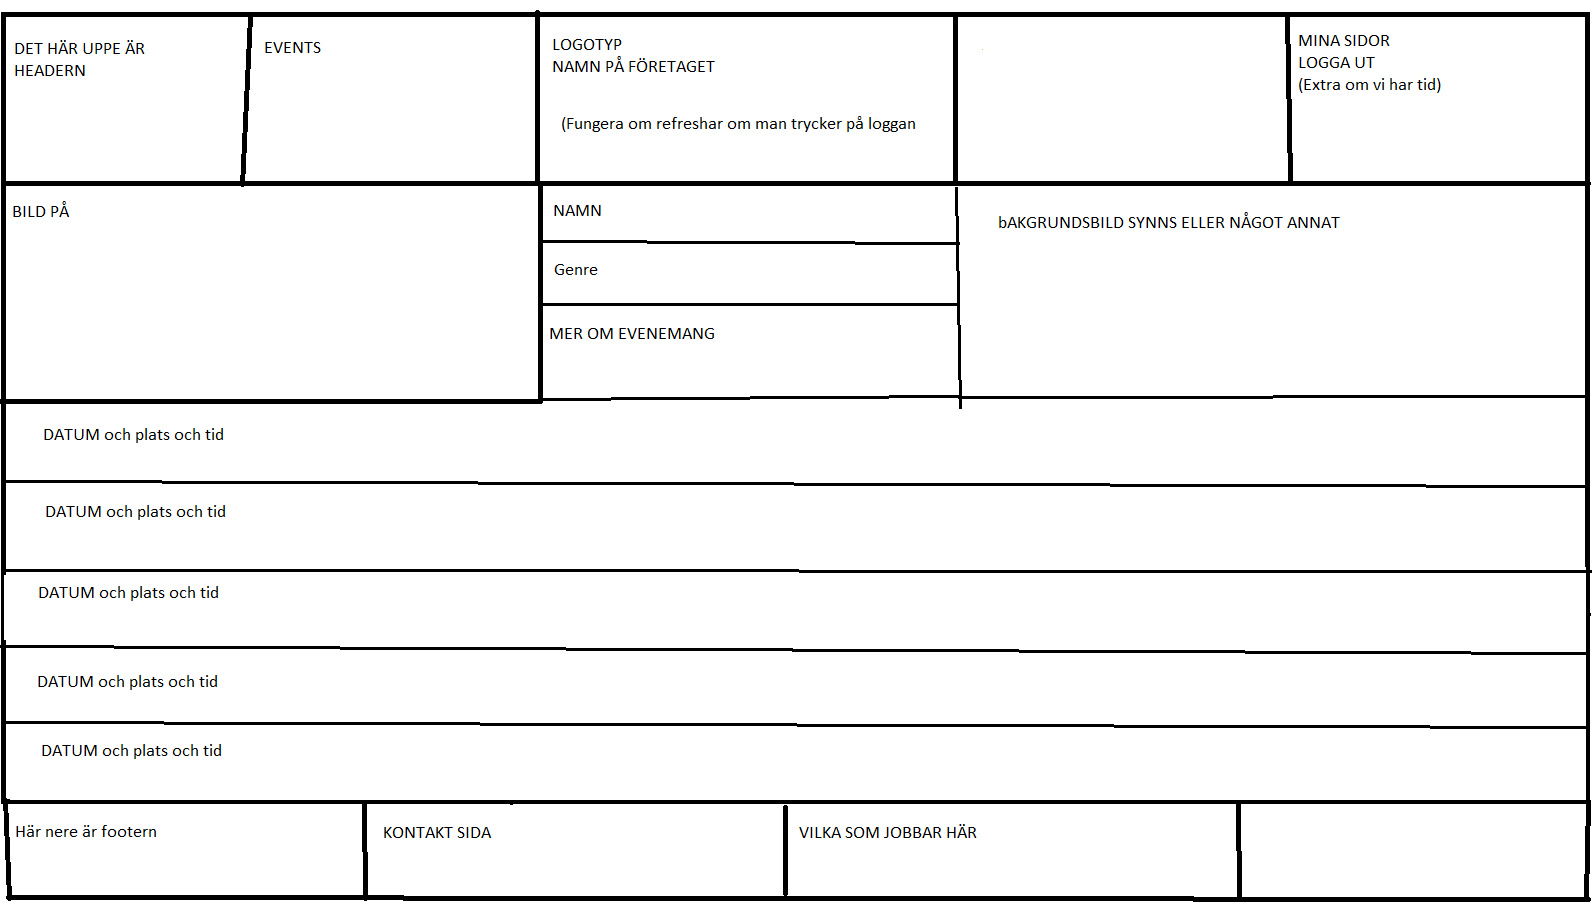 DET HÄR UPPE ÄR
HEADERN
EVENTS
LOGOTYP
NAMN PÅ FÖRETAGET
(Fungera om refreshar om man trycker på loggan
MINA SIDOR
LOGGA UT
(Extra om vi har tid)
BILD PÅ
NAMN
Genre
MER OM EVENEMANG
bAKGRUNDSBILD SYNNS ELLER NÅGOT ANNAT
DATUM och plats och tid
DATUM och plats och tid
DATUM och plats och tid
DATUM och plats och tid
DATUM och plats och tid
Här nere är footern
KONTAKT SIDA
VILKA SOM JOBBAR HÄR